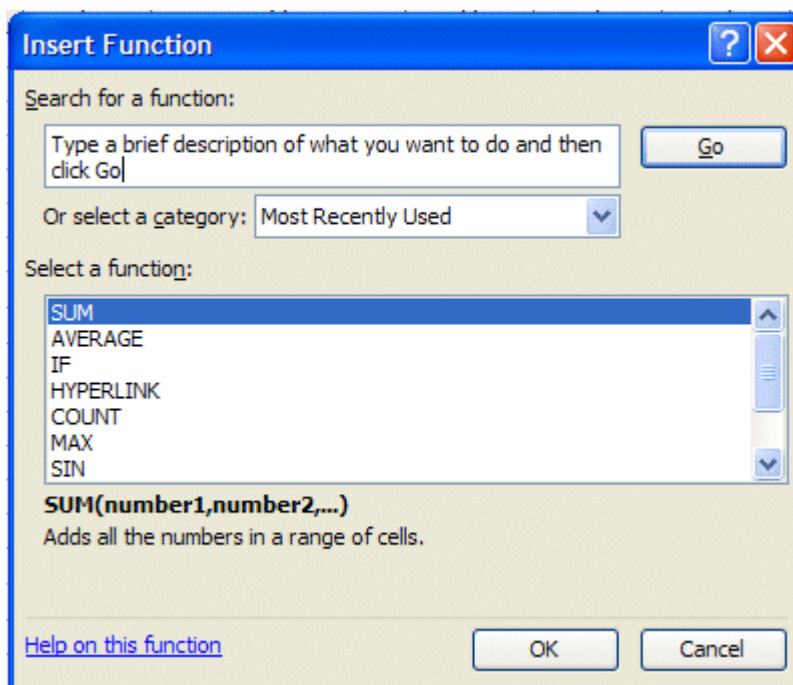 Insert Function
Search for a function:
Type a brief description of what you want to do and then
click Go
Go
Or select a category: Most Recently Used
Select a function:
SUM
AVERAGE
IF
HYPERLINK
COUNT
MAX
SIN
SUM(number1,number2,...)
Adds all the numbers in a range of cells.
Help on this function
OK
Cancel